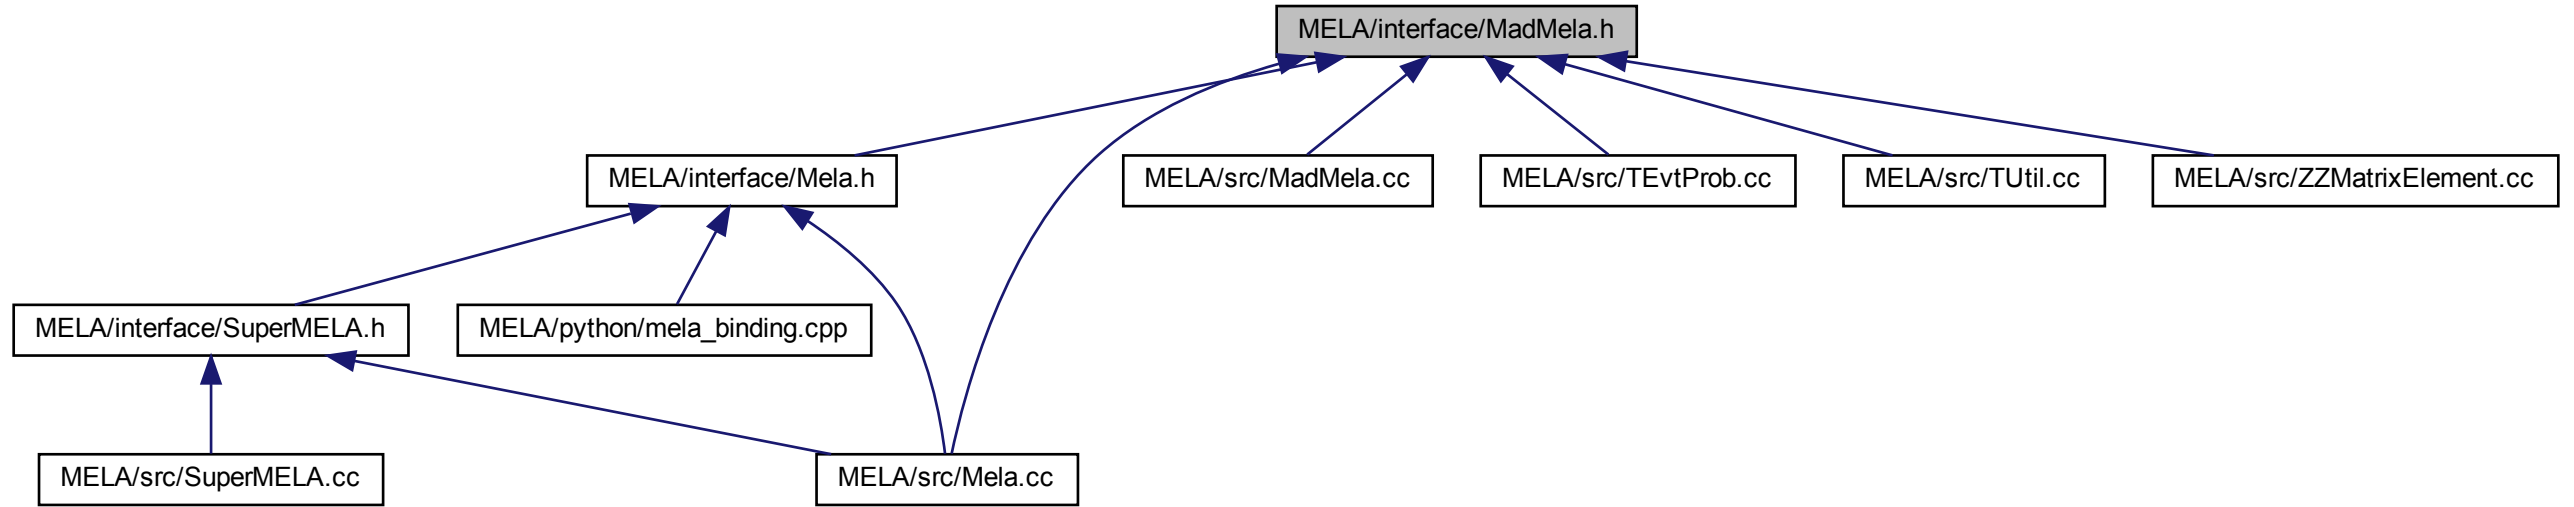 MELA/interface/MadMela.h
MELA/interface/Mela.h
MELA/src/MadMela.cc
MELA/src/TEvtProb.cc
MELA/src/TUtil.cc
MELA/src/ZZMatrixElement.cc
MELA/interface/SuperMELA.h
MELA/python/mela_binding.cpp
MELA/src/SuperMELA.cc
MELA/src/Mela.cc